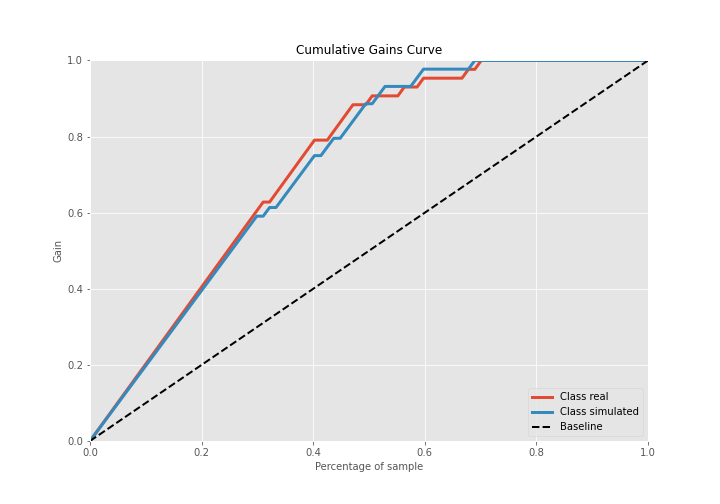 Cumulative Gains Curve
1.0
0.8
0.6
0.4
0.2
0.0
Gain
0.0 0.2 0.4 0.6 0.8 1.0
Percentage of sample
Class real
Class simulated
Baseline